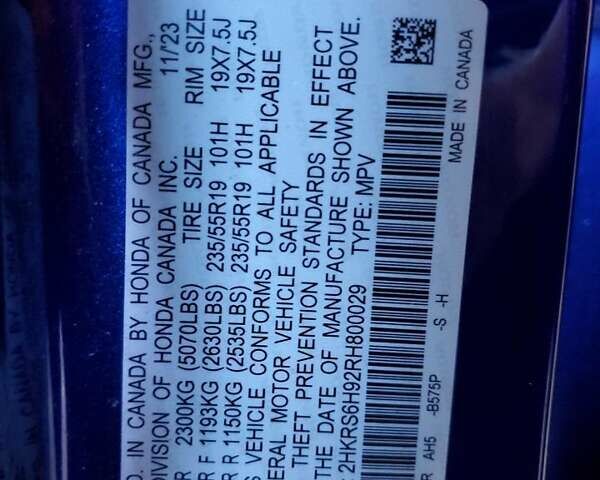 D. IN CANADA BY HONDA OF CANADA MFG.,
DIVISION OF HONDA CANADA INC. 11/23
R 2300KG (5070LBS) TIRE SIZE RIM SIZE
R F 1193KG (2630LBS) 235/55R19 101H 19X7.5J
R R 1150KG (2535LBS) 235/55R19 101H 19X7.5J
S VEHICLE CONFORMS TO ALL APPLICABLE
ERAL MOTOR VEHICLE SAFETY
THEFT PREVENTION STANDARDS IN EFFECT
THE DATE OF MANUFACTURE SHOWN ABOVE.
2HKRS6H92RH800029 TYPE: MPV
R AH5 -B575P -S -H MADE IN CANADA